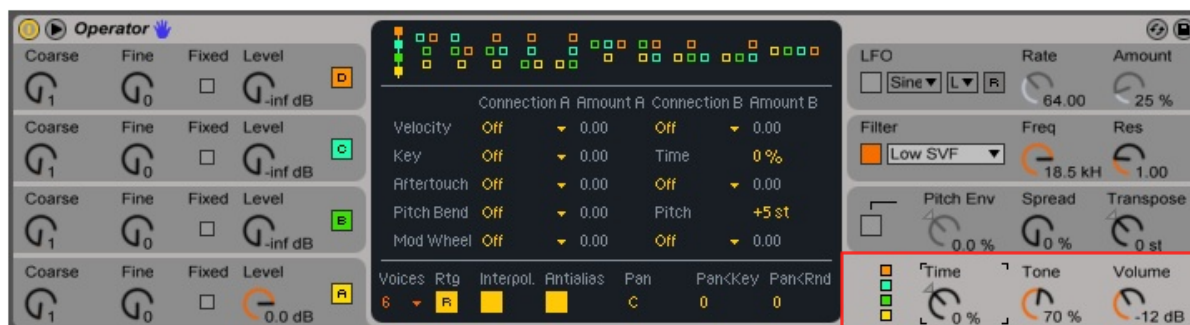 Operator
Coarse Fine Fixed Level
1 0 -inf dB D
Coarse Fine Fixed Level
1 0 -inf dB C
Coarse Fine Fixed Level
1 0 -inf dB B
Coarse Fine Fixed Level
1 0 0.0 dB A
Connection A Amount A Connection B Amount B
Velocity Off 0.00 Off 0.00
Key Off 0.00 Time 0 %
Aftertouch Off 0.00 Off 0.00
Pitch Bend Off 0.00 Pitch +5 st
Mod Wheel Off 0.00 Off 0.00
Voices Rtg Interpol. Antialias Pan Pan<Key Pan<Rnd
6 R C 0 0
LFO Rate Amount
Sine L R 64.00 25 %
Filter Freq Res
Low SVF 18.5 kH 1.00
Pitch Env Spread Transpose
0.0 % 0 % 0 st
Time Tone Volume
0 % 70 % -12 dB